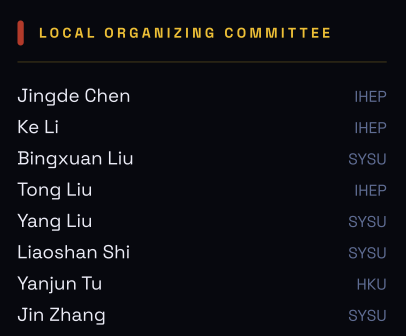 LOCAL ORGANIZING COMMITTEE
Jingde Chen IHEP
Ke Li IHEP
Bingxuan Liu SYSU
Tong Liu IHEP
Yang Liu SYSU
Liaoshan Shi SYSU
Yanjun Tu HKU
Jin Zhang SYSU